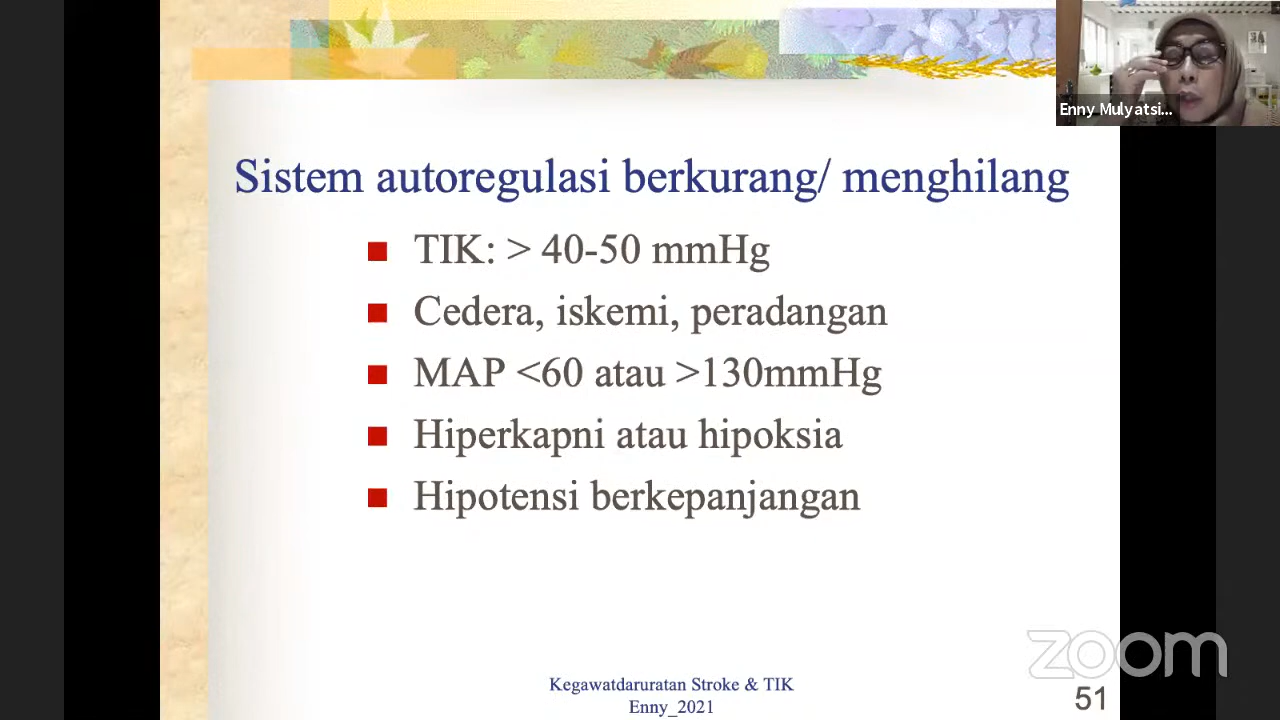 Enny Mulyatsi...
Sistem autoregulasi berkurang/ menghilang
TIK: > 40-50 mmHg
Cedera, iskemi, peradangan
MAP <60 atau >130mmHg
Hiperkapni atau hipoksia
Hipotensi berkepanjangan
zoom
Kegawatdaruratan Stroke & TIK
Enny_2021
51